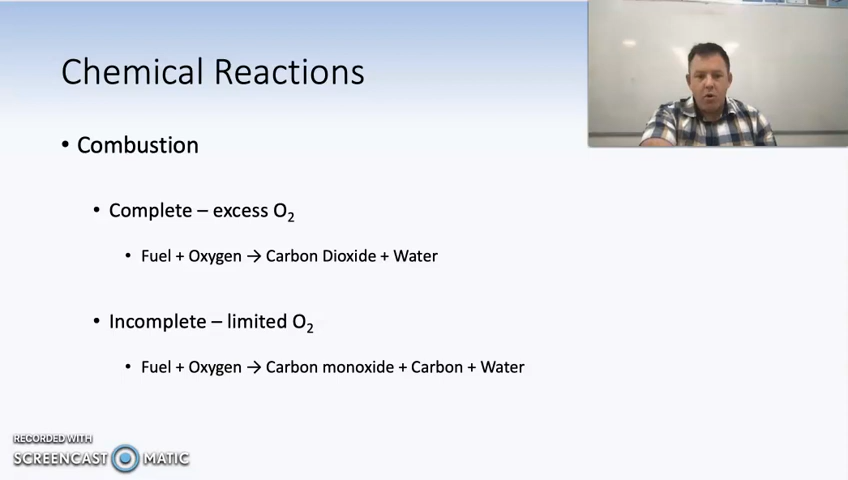 Chemical Reactions
• Combustion
• Complete – excess O₂
• Fuel + Oxygen → Carbon Dioxide + Water
• Incomplete – limited O₂
• Fuel + Oxygen → Carbon monoxide + Carbon + Water
RECORDED WITH
SCREENCAST MATIC